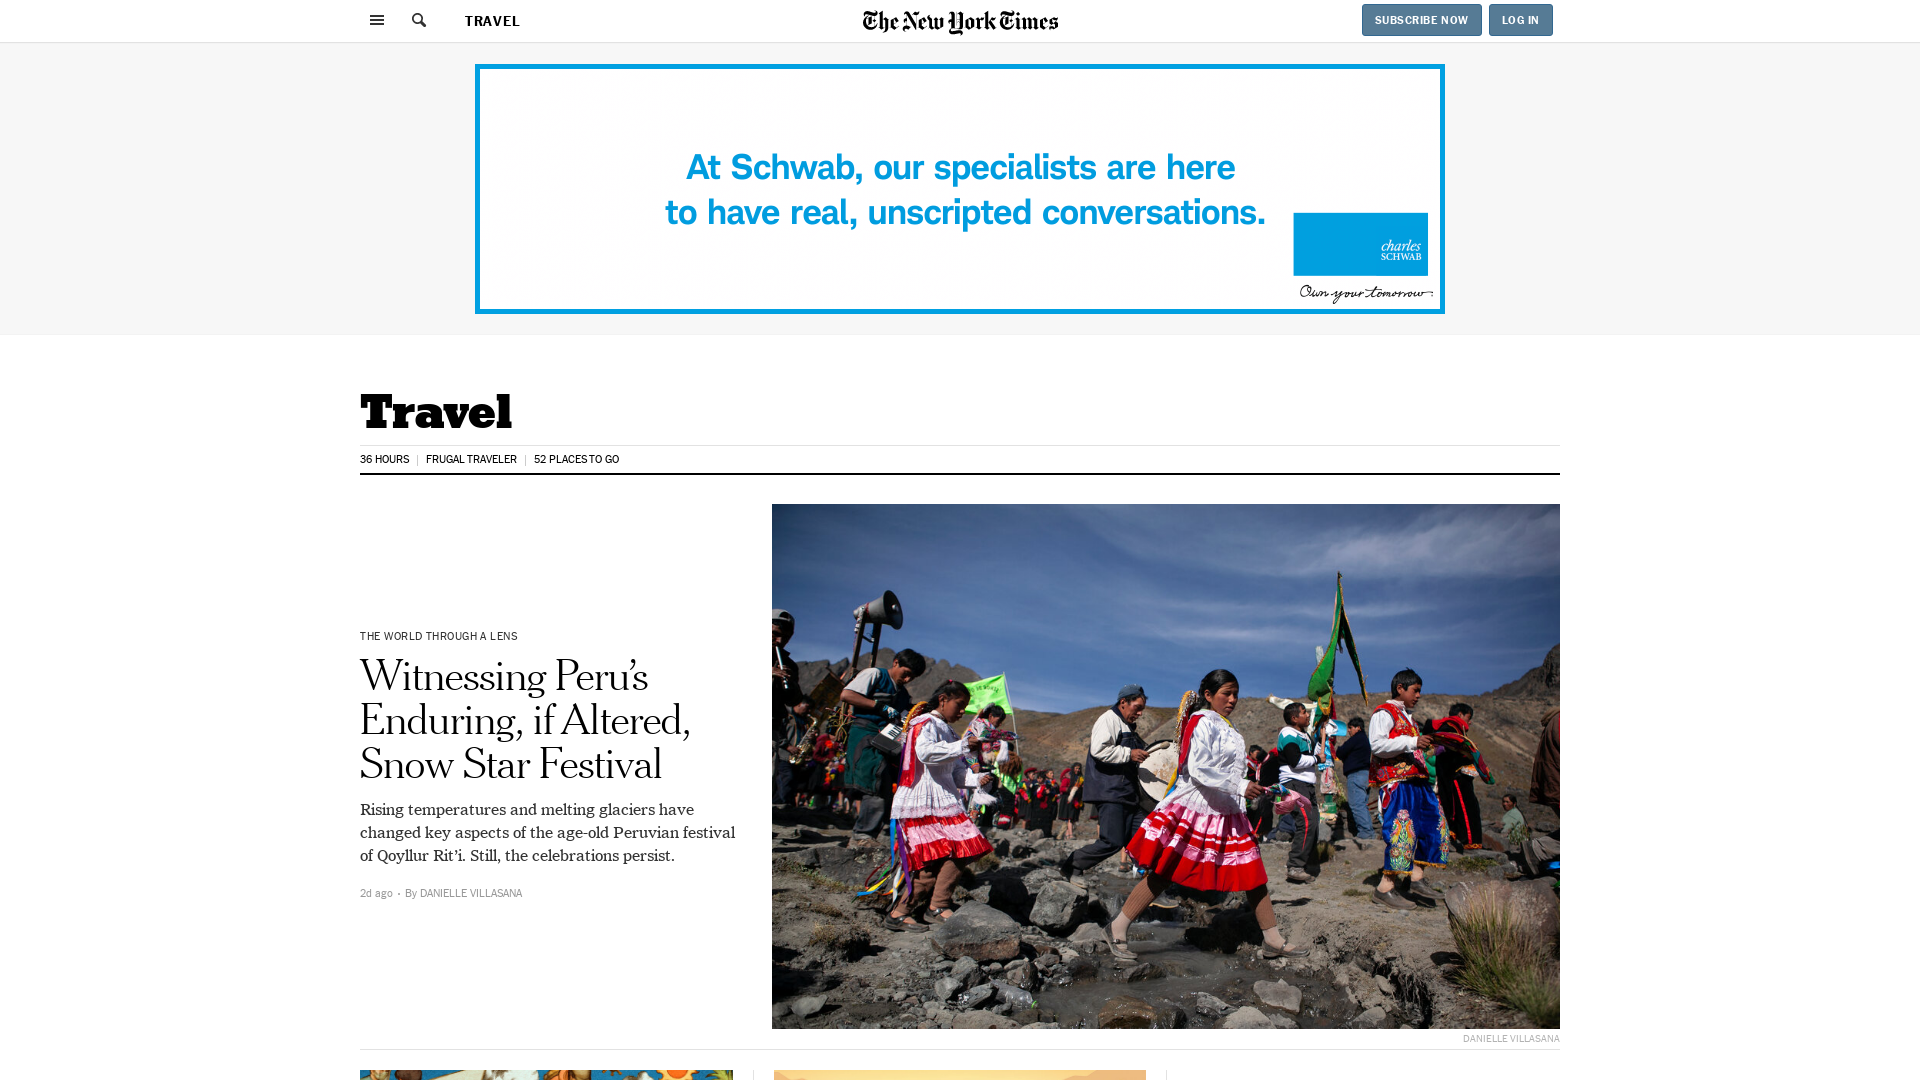 TRAVEL
The New York Times
SUBSCRIBE NOW
LOG IN
At Schwab, our specialists are here
to have real, unscripted conversations.
charles
SCHWAB
Own your tomorrow
Travel
36 HOURS
FRUGAL TRAVELER
52 PLACES TO GO
THE WORLD THROUGH A LENS
Witnessing Peru’s
Enduring, if Altered,
Snow Star Festival
Rising temperatures and melting glaciers have
changed key aspects of the age-old Peruvian festival
of Qoyllur Rit’i. Still, the celebrations persist.
2d ago • By DANIELLE VILLASANA
DANIELLE VILLASANA